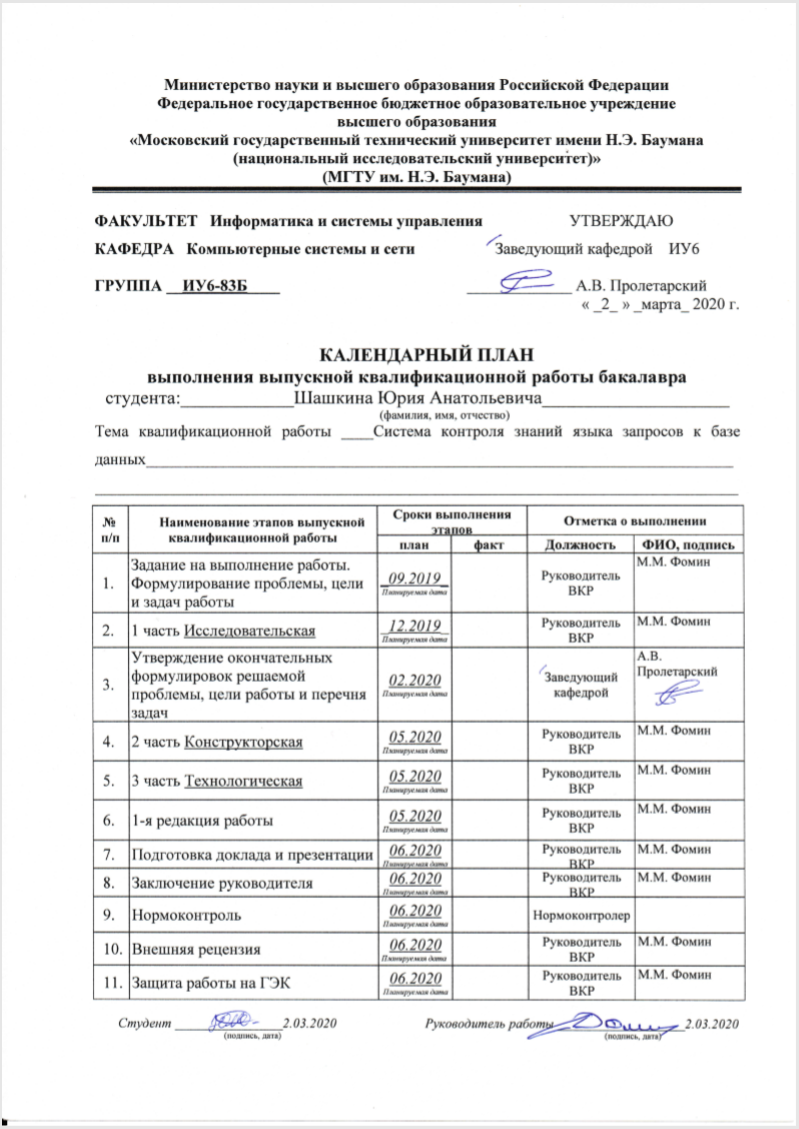 Министерство науки и высшего образования Российской Федерации
Федеральное государственное бюджетное образовательное учреждение
высшего образования
«Московский государственный технический университет имени Н.Э. Баумана
(национальный исследовательский университет)»
(МГТУ им. Н.Э. Баумана)
ФАКУЛЬТЕТ Информатика и системы управления УТВЕРЖДАЮ
КАФЕДРА Компьютерные системы и сети Заведующий кафедрой ИУ6
ГРУППА __ИУ6-83Б____ ____________ А.В. Пролетарский
« _2_ » _марта_ 2020 г.
КАЛЕНДАРНЫЙ ПЛАН
выполнения выпускной квалификационной работы бакалавра
студента:_____________Шашкина Юрия Анатольевича_____________________
(фамилия, имя, отчество)
Тема квалификационной работы ____Система контроля знаний языка запросов к базе
данных____
№ Наименование этапов выпускной Сроки выполнения Отметка о выполнении
п/п квалификационной работы этапов
план факт Должность ФИО, подпись
1. Задание на выполнение работы. 09.2019 Руководитель М.М. Фомин
Формулирование проблемы, цели Планируемая дата ВКР
и задач работы
2. 1 часть Исследовательская 12.2019 Руководитель М.М. Фомин
Планируемая дата ВКР
3. Утверждение окончательных 02.2020 Заведующий А.В.
формулировок решаемой Планируемая дата кафедрой Пролетарский
проблемы, цели работы и перечня
задач
4. 2 часть Конструкторская 05.2020 Руководитель М.М. Фомин
Планируемая дата ВКР
5. 3 часть Технологическая 05.2020 Руководитель М.М. Фомин
Планируемая дата ВКР
6. 1-я редакция работы 05.2020 Руководитель М.М. Фомин
Планируемая дата ВКР
7. Подготовка доклада и презентации 06.2020 Руководитель М.М. Фомин
Планируемая дата ВКР
8. Заключение руководителя 06.2020 Руководитель М.М. Фомин
Планируемая дата ВКР
9. Нормоконтроль 06.2020 Нормоконтролер
Планируемая дата
10. Внешняя рецензия 06.2020 Руководитель М.М. Фомин
Планируемая дата ВКР
11. Защита работы на ГЭК 06.2020 Руководитель М.М. Фомин
Планируемая дата ВКР
Студент ________________2.03.2020 Руководитель работы____________________2.03.2020
(подпись, дата) (подпись, дата)